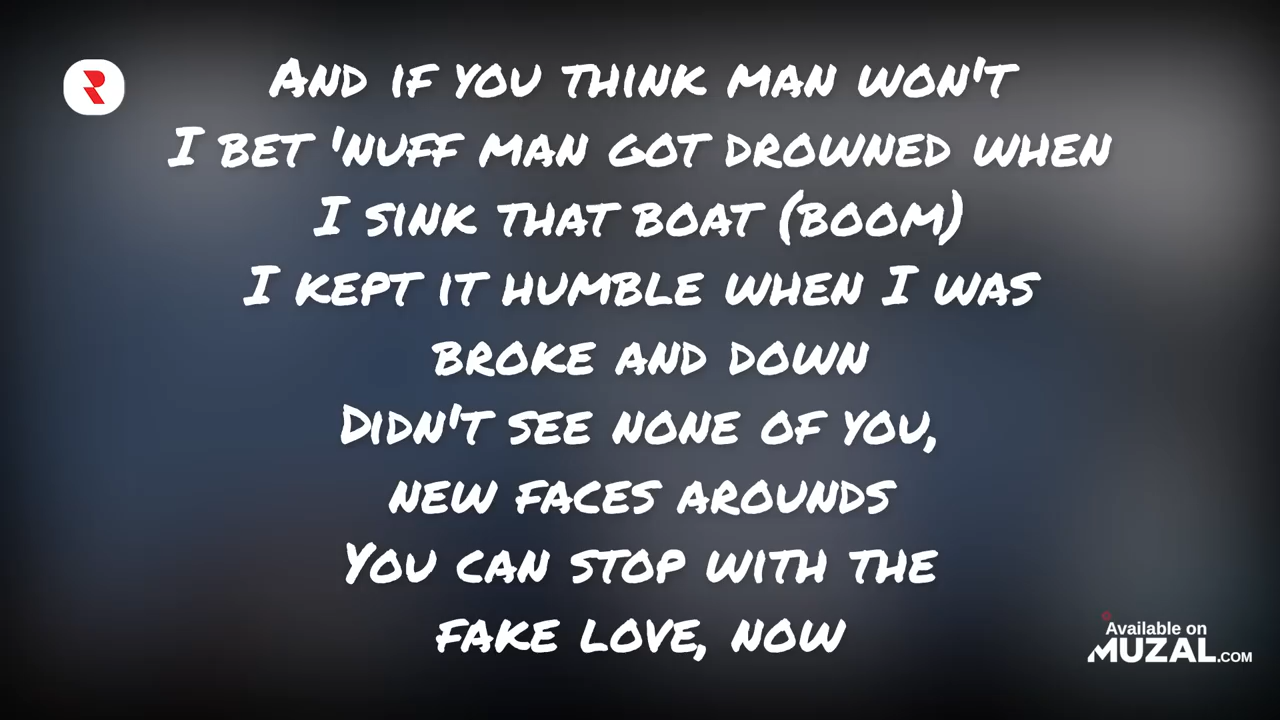 And if you think man won't
I bet 'nuff man got drowned when
I sink that boat (boom)
I kept it humble when I was
broke and down
Didn't see none of you,
new faces arounds
You can stop with the
fake love, now
Available on
MUZAL.COM